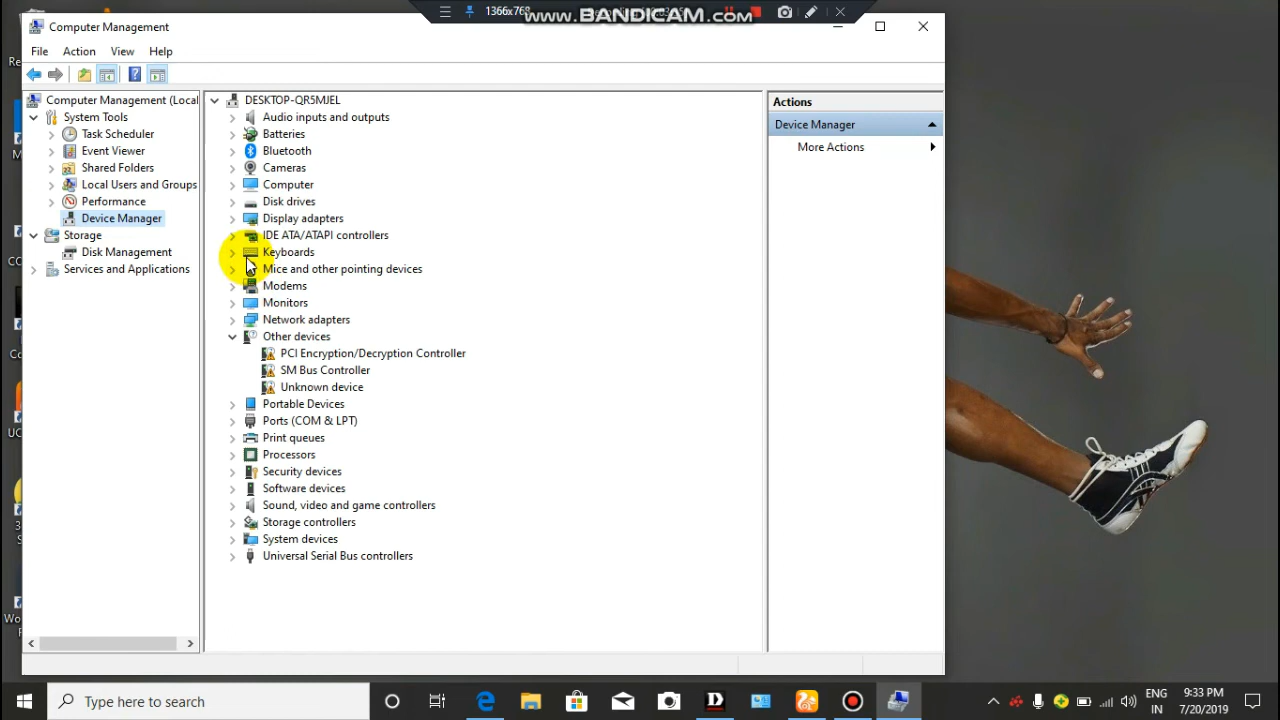 1366x768
www.BANDICAM.com
Computer Management
File Action View Help
Computer Management (Local
System Tools
Task Scheduler
Event Viewer
Shared Folders
Local Users and Groups
Performance
Device Manager
Storage
Disk Management
Services and Applications
DESKTOP-QR5MJEL
Audio inputs and outputs
Batteries
Bluetooth
Cameras
Computer
Disk drives
Display adapters
IDE ATA/ATAPI controllers
Keyboards
Mice and other pointing devices
Modems
Monitors
Network adapters
Other devices
PCI Encryption/Decryption Controller
SM Bus Controller
Unknown device
Portable Devices
Ports (COM & LPT)
Print queues
Processors
Security devices
Software devices
Sound, video and game controllers
Storage controllers
System devices
Universal Serial Bus controllers
Actions
Device Manager
More Actions
Type here to search
ENG
IN
9:33 PM
7/20/2019